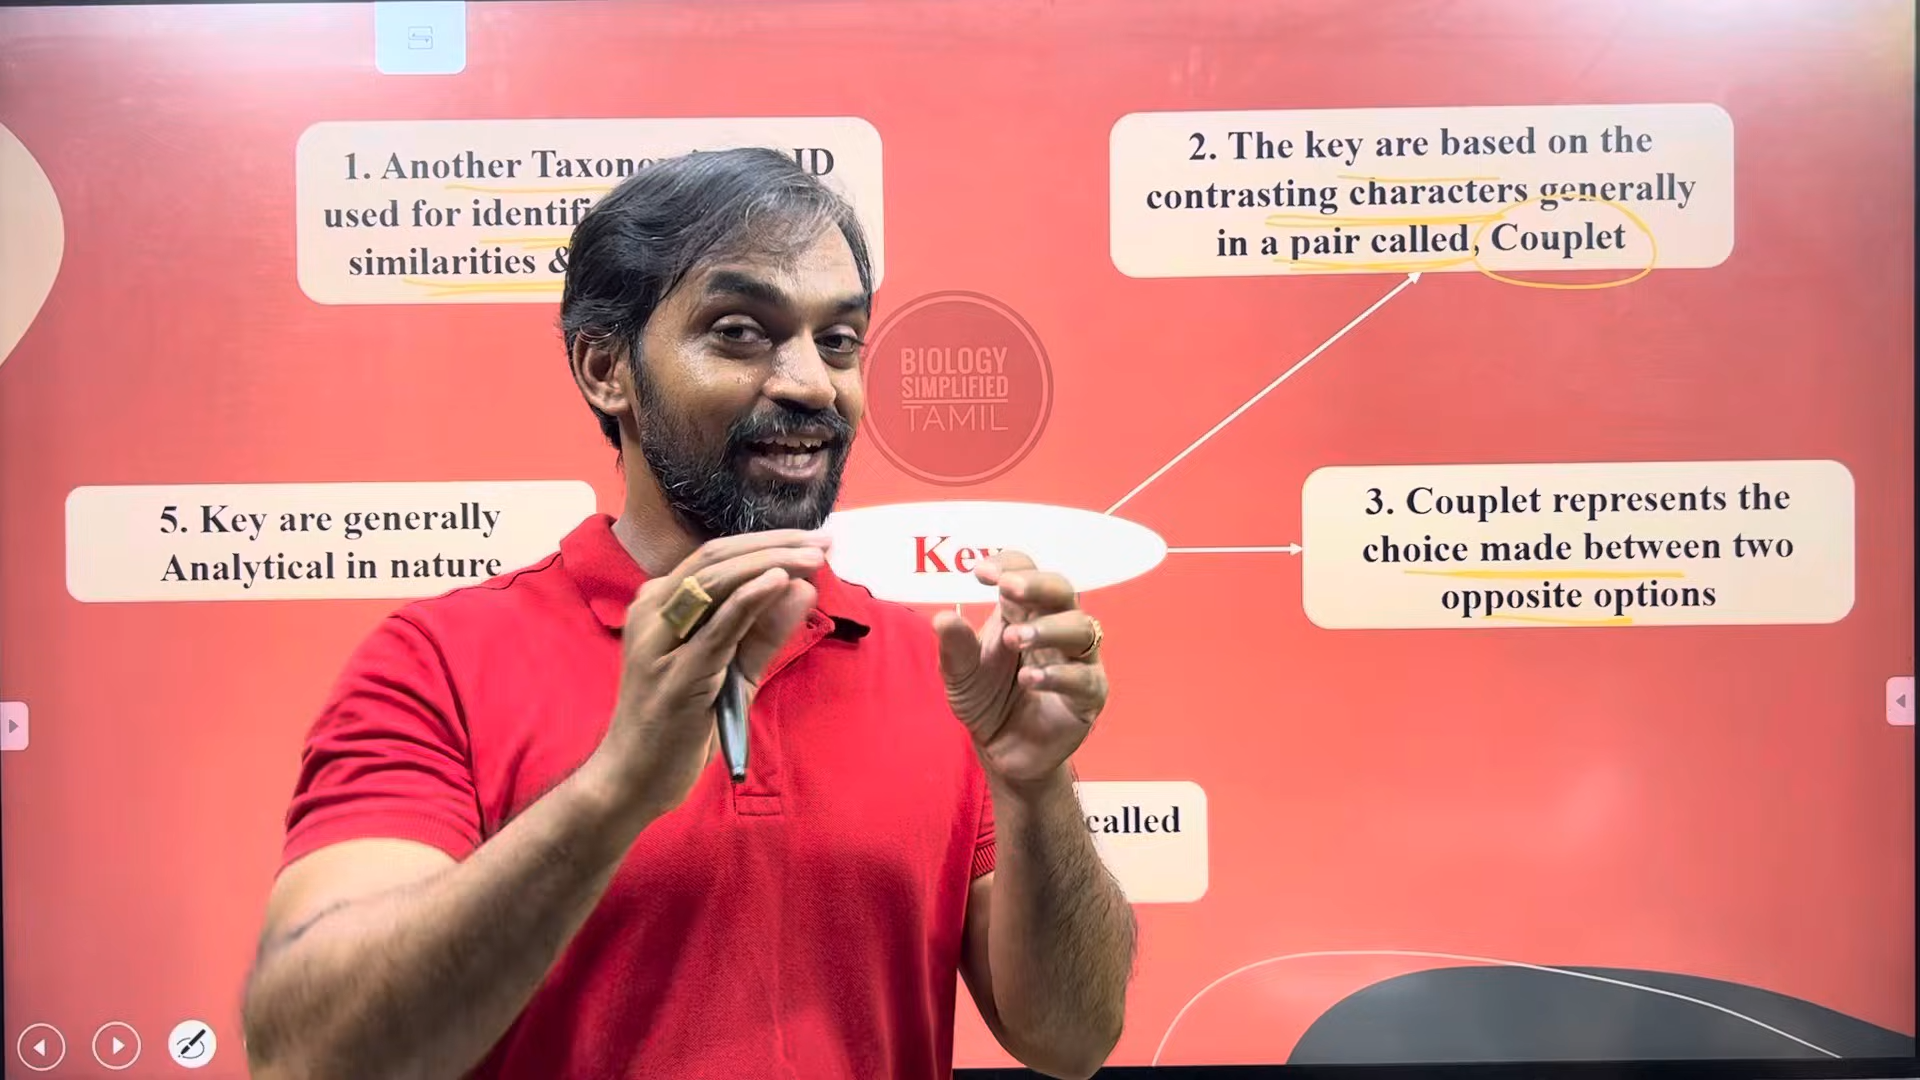 1. Another
used for
similarities &
2. The key are based on the
contrasting characters generally
in a pair called, Couplet
BIOLOGY
SIMPLIFIED
TAMIL
Key
3. Couplet represents the
choice made between two
opposite options
5. Key are generally
Analytical in nature
called